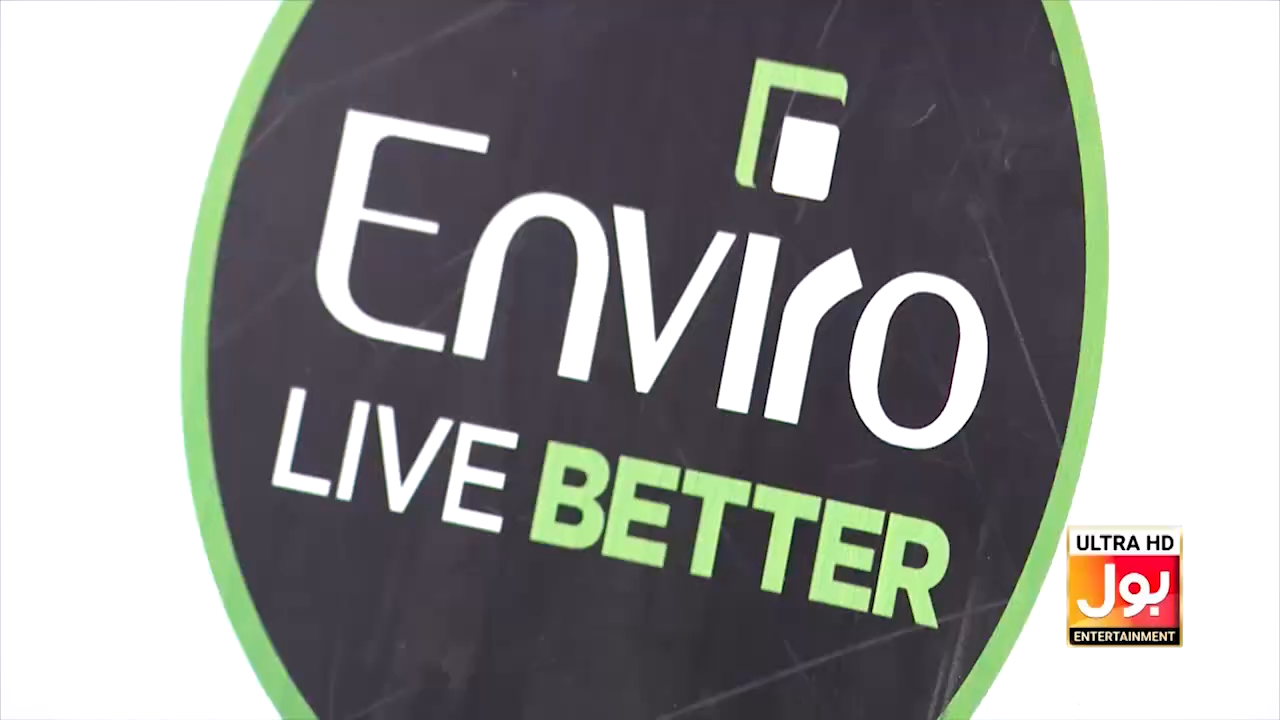 Enviro
LIVE BETTER
ULTRA HD
بول
ENTERTAINMENT